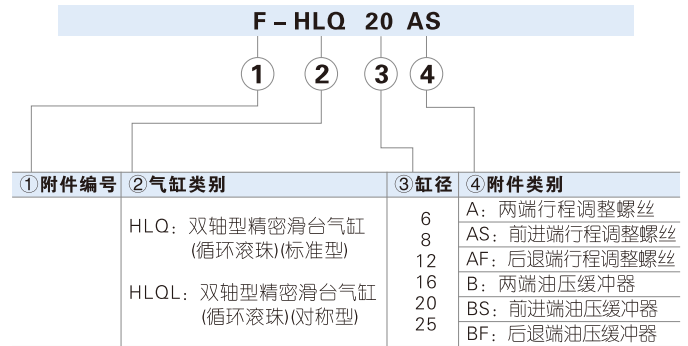 F-HLQ 20 AS
① ② ③ ④
①附件编号 ②气缸类别 ③缸径 ④附件类别
HLQ：双轴型精密滑台气缸
(循环滚珠)(标准型)
HLQL：双轴型精密滑台气缸
(循环滚珠)(对称型)
6
8
12
16
20
25
A：两端行程调整螺丝
AS：前进端行程调整螺丝
AF：后退端行程调整螺丝
B：两端油压缓冲器
BS：前进端油压缓冲器
BF：后退端油压缓冲器